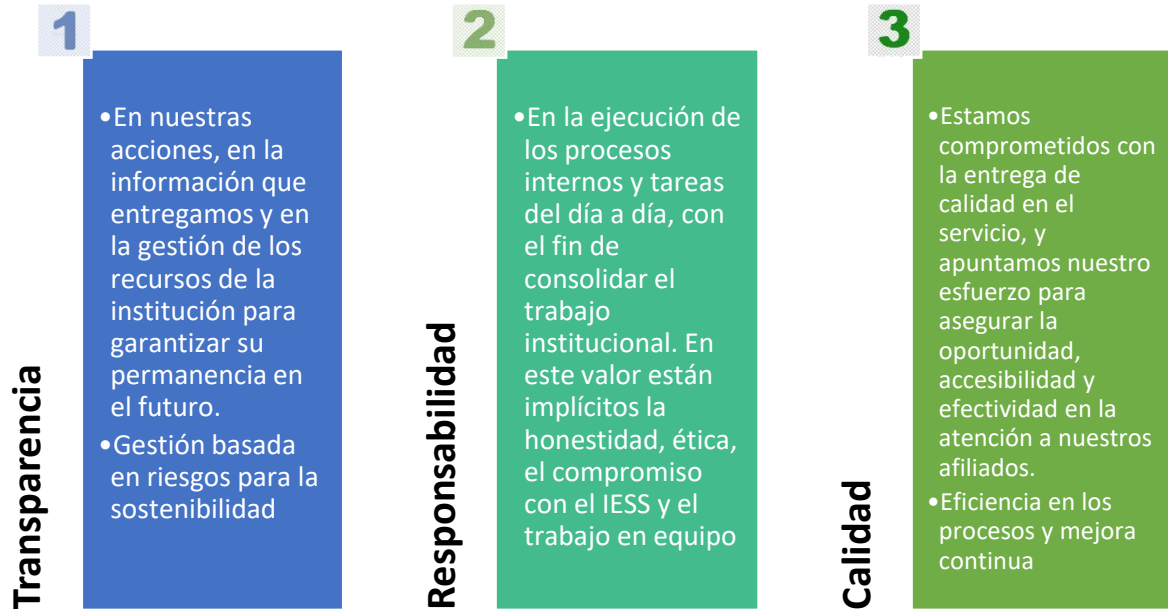 1
Transparencia
•En nuestras
acciones, en la
información que
entregamos y en
la gestión de los
recursos de la
institución para
garantizar su
permanencia en
el futuro.
•Gestión basada
en riesgos para la
sostenibilidad
2
Responsabilidad
•En la ejecución de
los procesos
internos y tareas
del día a día, con
el fin de
consolidar el
trabajo
institucional. En
este valor están
implícitos la
honestidad, ética,
el compromiso
con el IESS y el
trabajo en equipo
3
Calidad
•Estamos
comprometidos con
la entrega de
calidad en el
servicio, y
apuntamos nuestro
esfuerzo para
asegurar la
oportunidad,
accesibilidad y
efectividad en la
atención a nuestros
afiliados.
•Eficiencia en los
procesos y mejora
continua